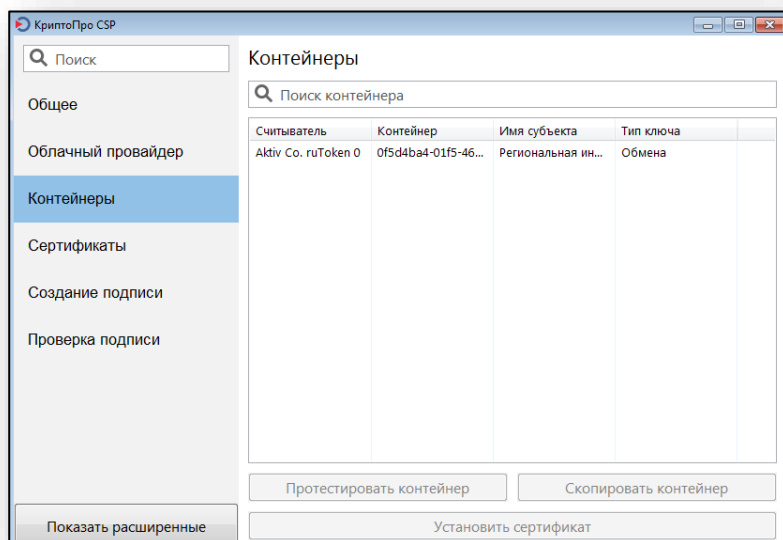 КриптоПро CSP
Поиск
Общее
Облачный провайдер
Контейнеры
Сертификаты
Создание подписи
Проверка подписи
Показать расширенные
Контейнеры
Поиск контейнера
Считыватель Контейнер Имя субъекта Тип ключа
Aktiv Co. ruToken 0 0f5d4ba4-01f5-46... Региональная ин... Обмена
Протестировать контейнер Скопировать контейнер
Установить сертификат